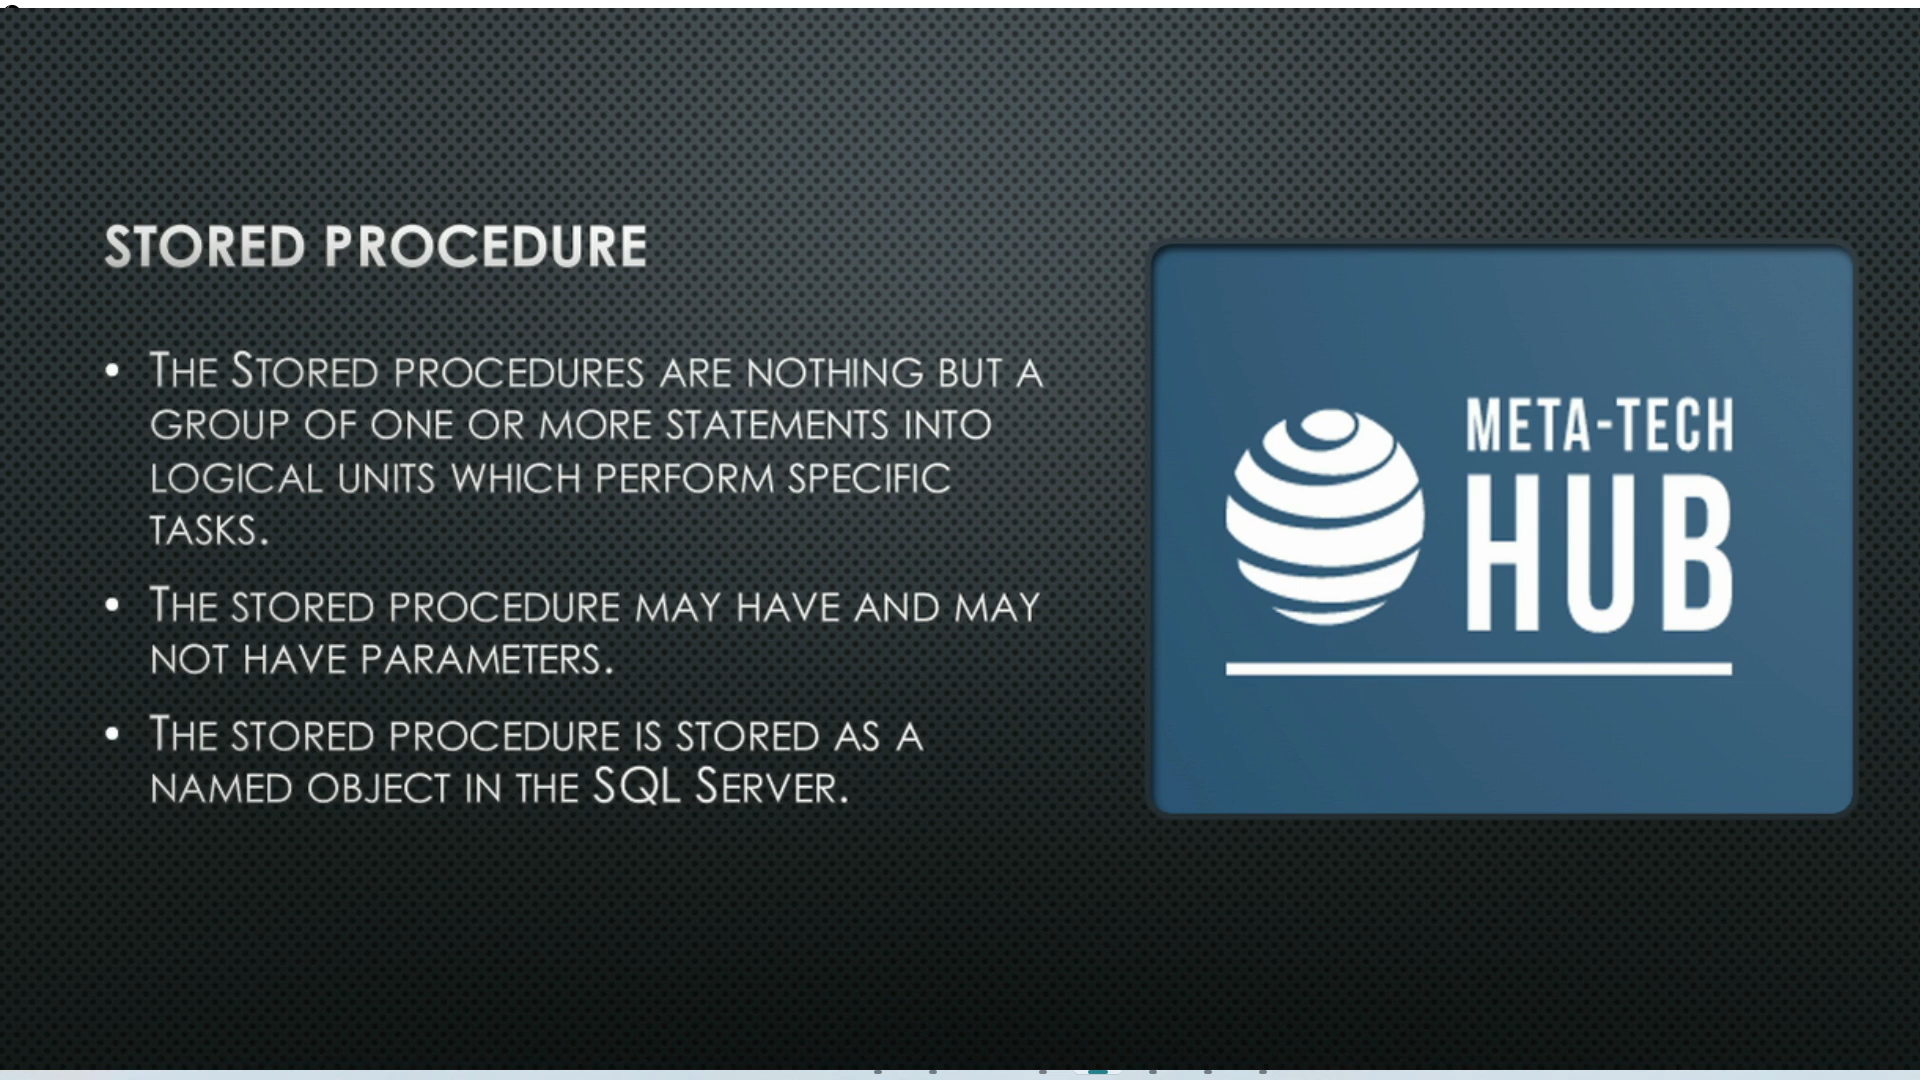 STORED PROCEDURE
• THE STORED PROCEDURES ARE NOTHING BUT A
GROUP OF ONE OR MORE STATEMENTS INTO
LOGICAL UNITS WHICH PERFORM SPECIFIC
TASKS.
• THE STORED PROCEDURE MAY HAVE AND MAY
NOT HAVE PARAMETERS.
• THE STORED PROCEDURE IS STORED AS A
NAMED OBJECT IN THE SQL SERVER.
META-TECH
HUB